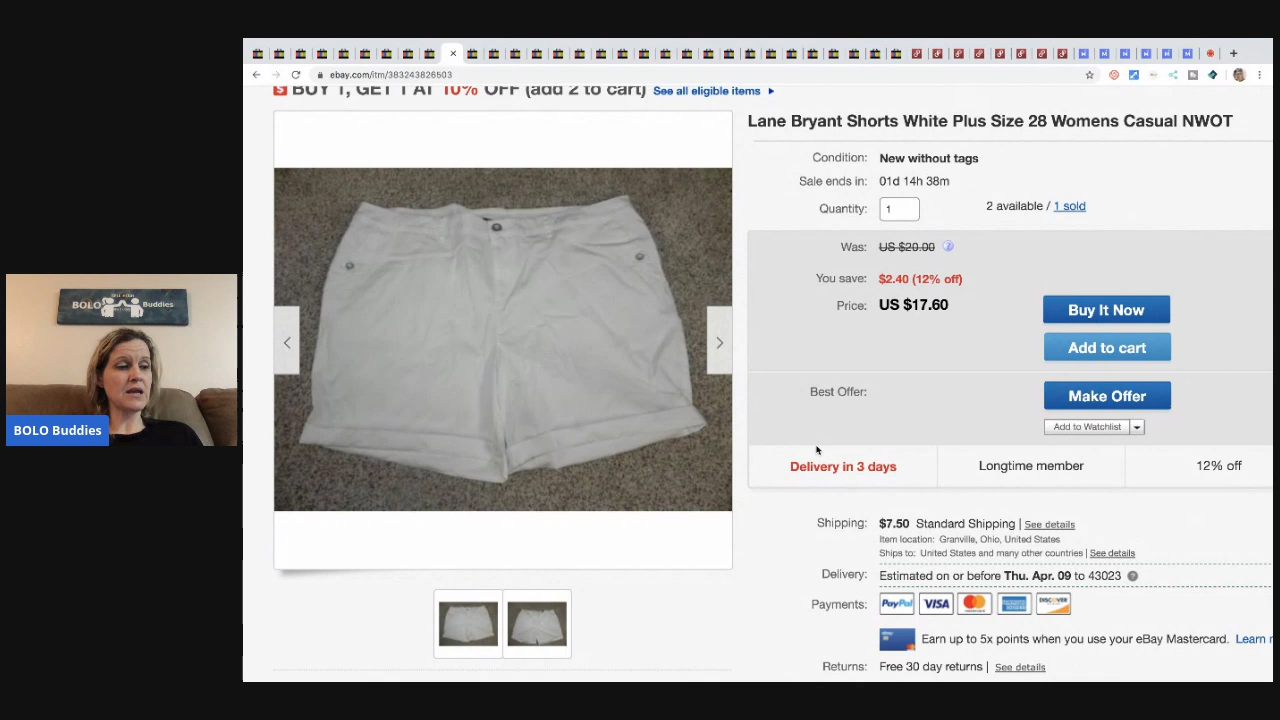 ebay.com/itm/383243826503
BUY 1, GET 1 AT 10% OFF (add 2 to cart) See all eligible items
Lane Bryant Shorts White Plus Size 28 Womens Casual NWOT
Condition: New without tags
Sale ends in: 01d 14h 38m
Quantity: 1 2 available / 1 sold
Was: US $20.00
You save: $2.40 (12% off)
Price: US $17.60
Buy It Now
Add to cart
Best Offer:
Make Offer
Add to Watchlist
Delivery in 3 days Longtime member 12% off
Shipping: $7.50 Standard Shipping | See details
Item location: Granville, Ohio, United States
Ships to: United States and many other countries | See details
Delivery: Estimated on or before Thu. Apr. 09 to 43023
Payments: PayPal VISA DISCOVER
Earn up to 5x points when you use your eBay Mastercard. Learn
Returns: Free 30 day returns | See details
BOLO Buddies
BOLO Buddies